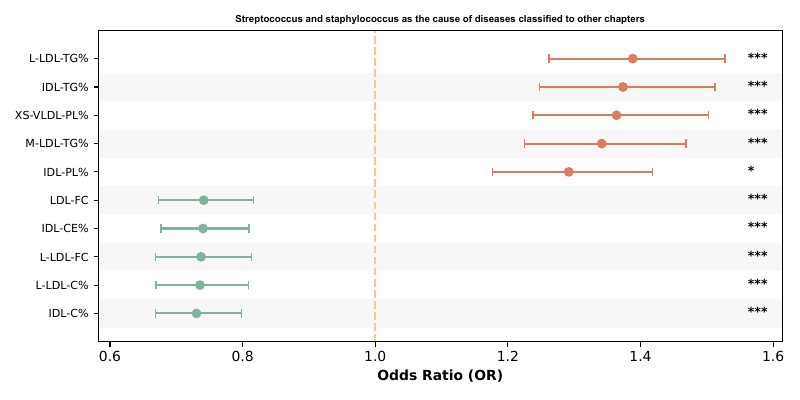 Streptococcus and staphylococcus as the cause of diseases classified to other chapters
L-LDL-TG% ***
IDL-TG% ***
XS-VLDL-PL% ***
M-LDL-TG% ***
IDL-PL% *
LDL-FC ***
IDL-CE% ***
L-LDL-FC ***
L-LDL-C% ***
IDL-C% ***
0.6 0.8 1.0 1.2 1.4 1.6
Odds Ratio (OR)